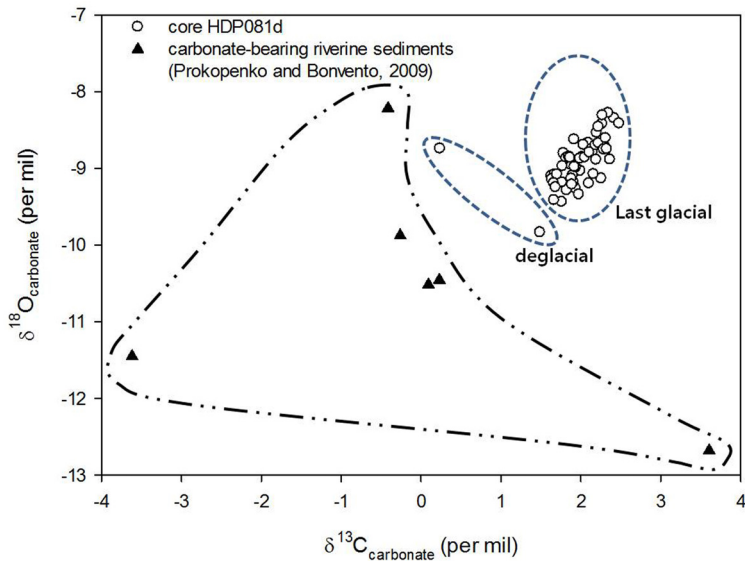 -7
-8
-9
-10
-11
-12
-13
○ core HDP081d
▲ carbonate-bearing riverine sediments
(Prokopenko and Bonvento, 2009)
Last glacial
deglacial
-4 -3 -2 -1 0 1 2 3 4
δ¹⁸Ocarbonate (per mil)
δ¹³Ccarbonate (per mil)